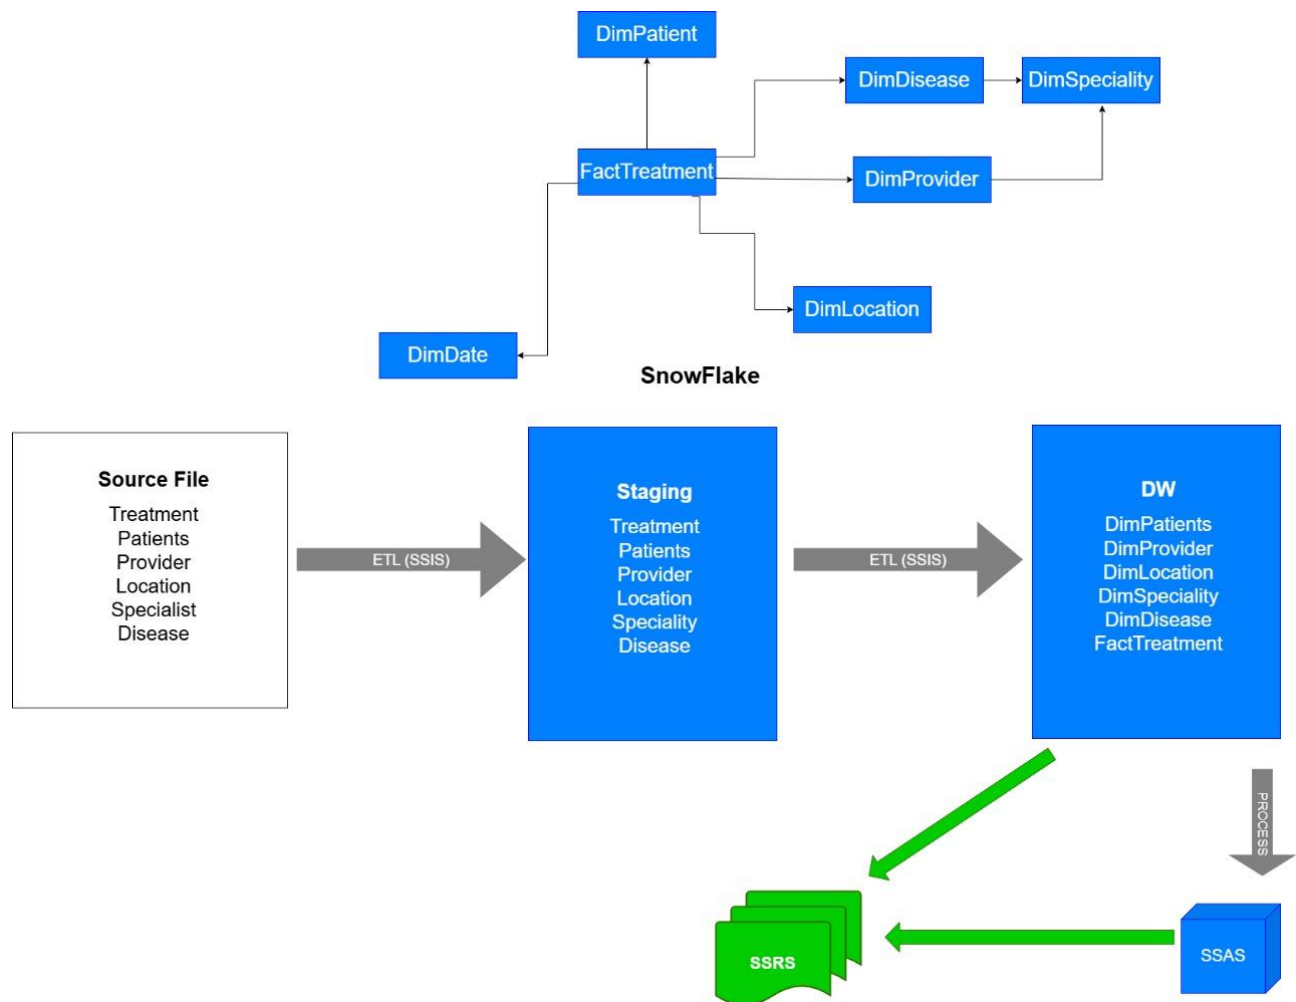 DimPatient
DimDisease
DimSpeciality
FactTreatment
DimProvider
DimLocation
DimDate
SnowFlake
Source File
Treatment
Patients
Provider
Location
Specialist
Disease
ETL (SSIS)
Staging
Treatment
Patients
Provider
Location
Speciality
Disease
ETL (SSIS)
DW
DimPatients
DimProvider
DimLocation
DimSpeciality
DimDisease
FactTreatment
PROCESS
SSRS
SSAS